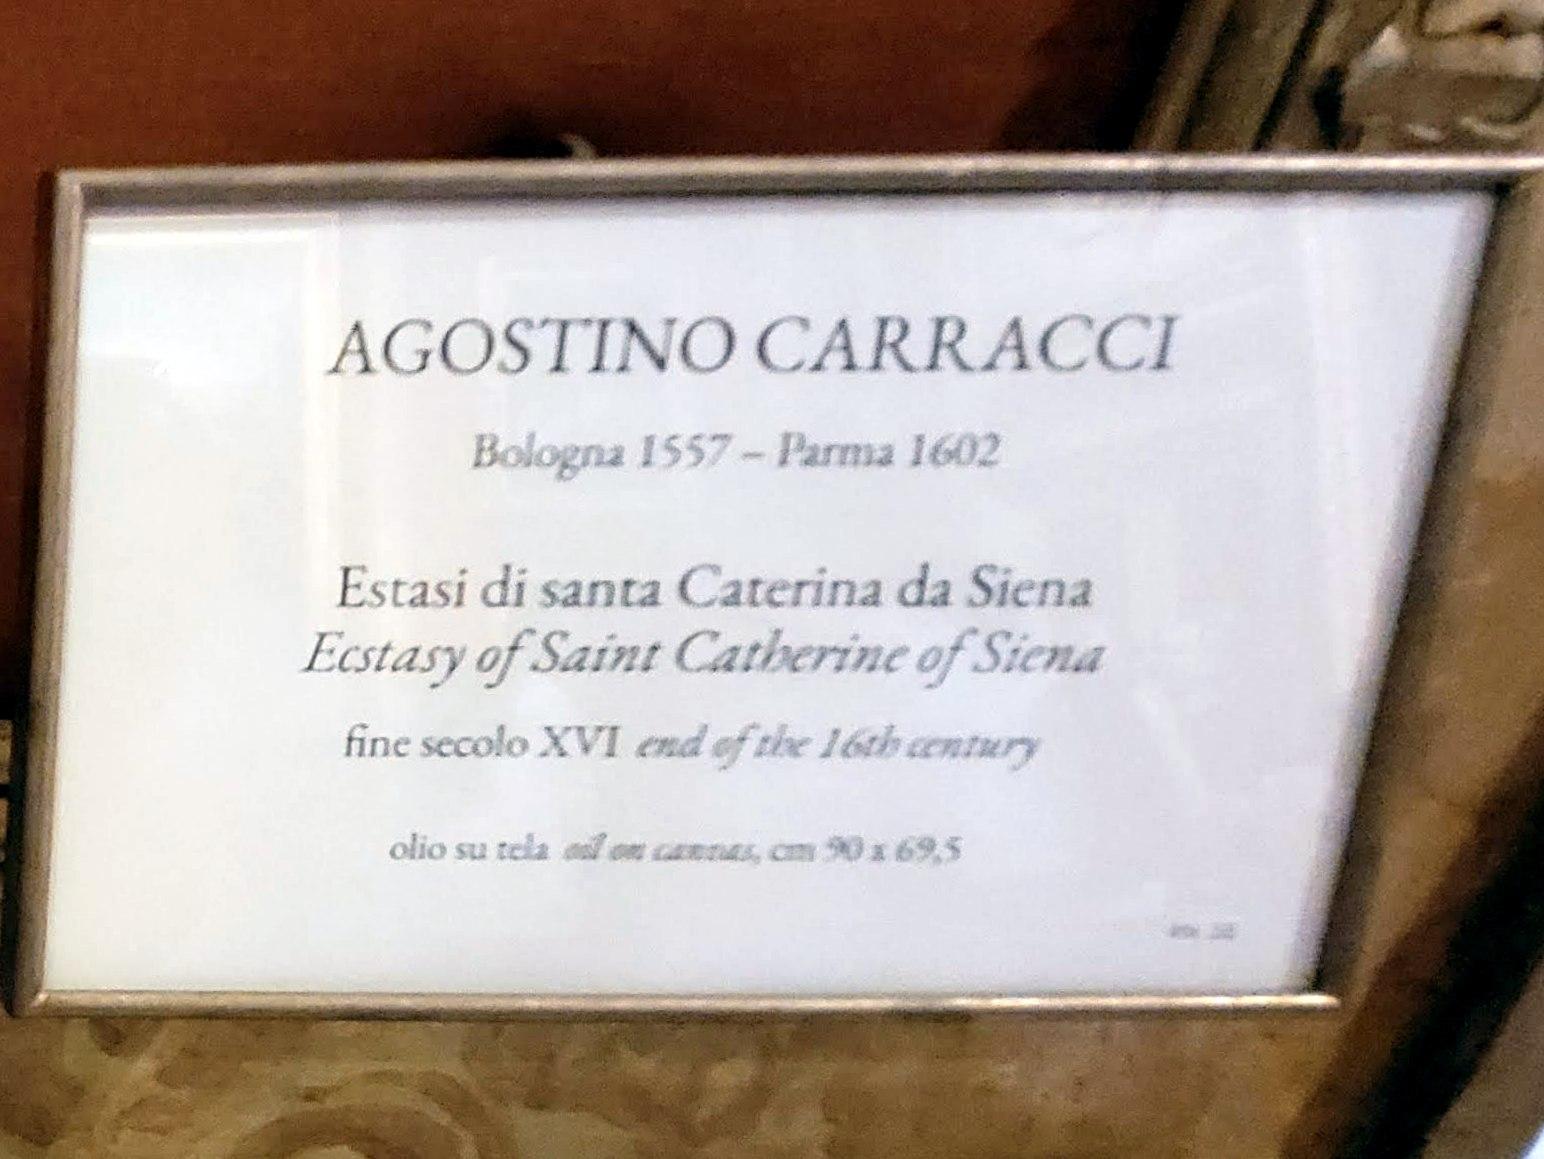 AGOSTINO CARRACCI
Bologna 1557 – Parma 1602
Estasi di santa Caterina da Siena
Ecstasy of Saint Catherine of Siena
fine secolo XVI end of the 16th century
olio su tela oil on canvas, cm 90 x 69,5